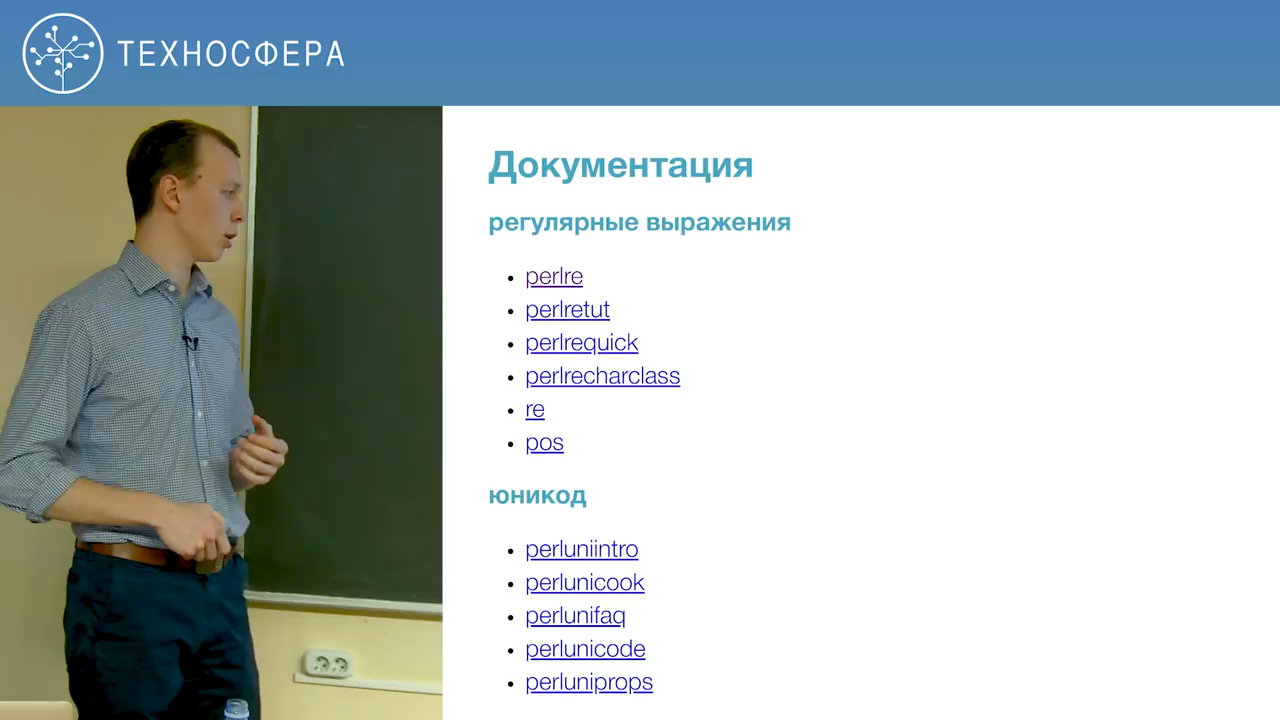 ТЕХНОСФЕРА
Документация
регулярные выражения
perlre
perlretut
perlrequick
perlrecharclass
re
pos
юникод
perluniintro
perlunicook
perlunifaq
perlunicode
perluniprops